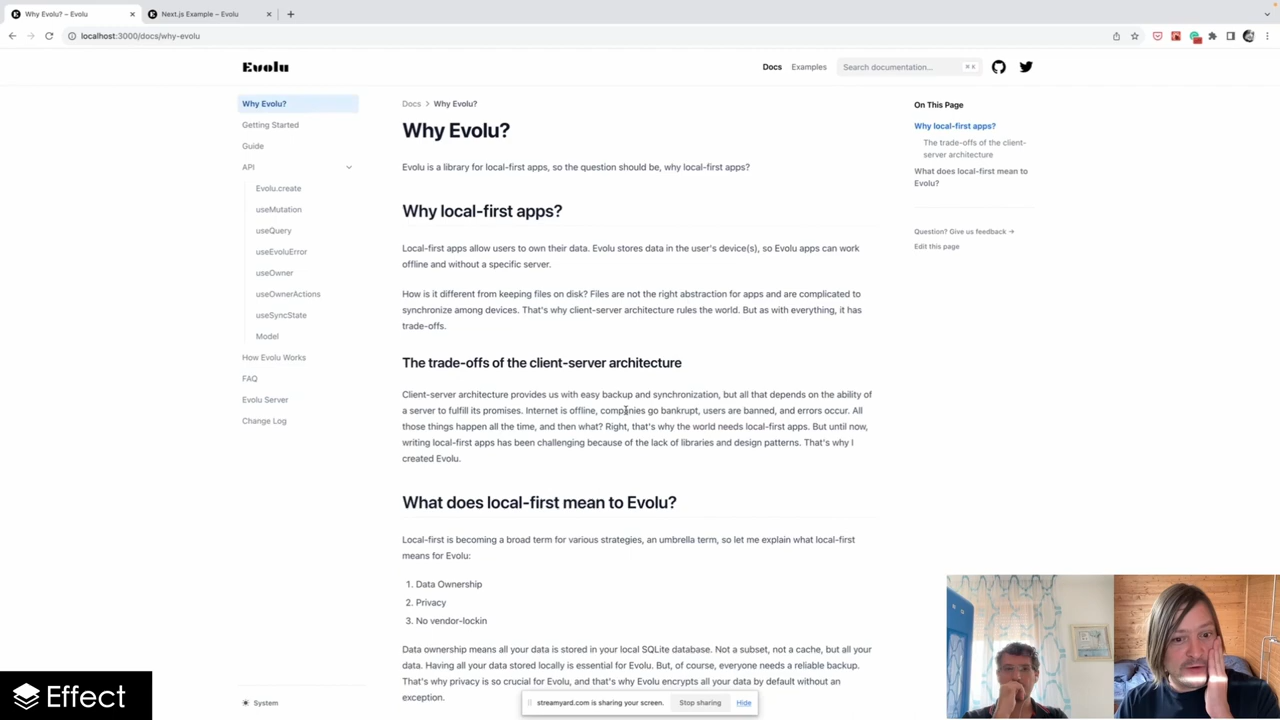 Why Evolu? – Evolu
Next.js Example – Evolu
localhost:3000/docs/why-evolu
Evolu
Docs
Examples
Search documentation...
⌘K
Why Evolu?
Getting Started
Guide
API
Evolu.create
useMutation
useQuery
useEvoluError
useOwner
useOwnerActions
useSyncState
Model
How Evolu Works
FAQ
Evolu Server
Change Log
System
Docs > Why Evolu?
Why Evolu?
Evolu is a library for local-first apps, so the question should be, why local-first apps?
Why local-first apps?
Local-first apps allow users to own their data. Evolu stores data in the user's device(s), so Evolu apps can work
offline and without a specific server.
How is it different from keeping files on disk? Files are not the right abstraction for apps and are complicated to
synchronize among devices. That's why client-server architecture rules the world. But as with everything, it has
trade-offs.
The trade-offs of the client-server architecture
Client-server architecture provides us with easy backup and synchronization, but all that depends on the ability of
a server to fulfill its promises. Internet is offline, companies go bankrupt, users are banned, and errors occur. All
those things happen all the time, and then what? Right, that's why the world needs local-first apps. But until now,
writing local-first apps has been challenging because of the lack of libraries and design patterns. That's why I
created Evolu.
What does local-first mean to Evolu?
Local-first is becoming a broad term for various strategies, an umbrella term, so let me explain what local-first
means for Evolu:
1. Data Ownership
2. Privacy
3. No vendor-lockin
Data ownership means all your data is stored in your local SQLite database. Not a subset, not a cache, but all your
data. Having all your data stored locally is essential for Evolu. But, of course, everyone needs a reliable backup.
That's why privacy is so crucial for Evolu, and that's why Evolu encrypts all your data by default without an
exception.
On This Page
Why local-first apps?
The trade-offs of the client-
server architecture
What does local-first mean to
Evolu?
Question? Give us feedback →
Edit this page
streamyard.com is sharing your screen.
Stop sharing
Hide
Effect